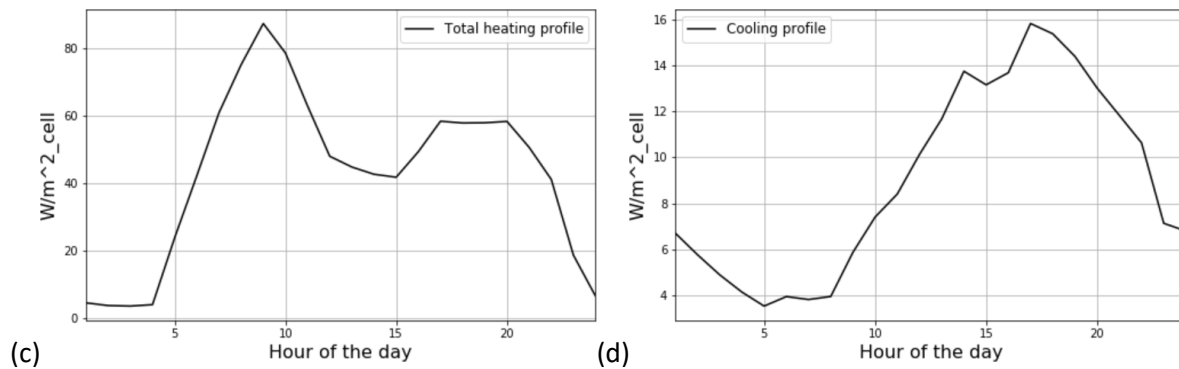 Total heating profile
W/m^2_cell
80
60
40
20
0
5
10
15
20
Hour of the day
(c)
Cooling profile
W/m^2_cell
16
14
12
10
8
6
4
5
10
15
20
Hour of the day
(d)